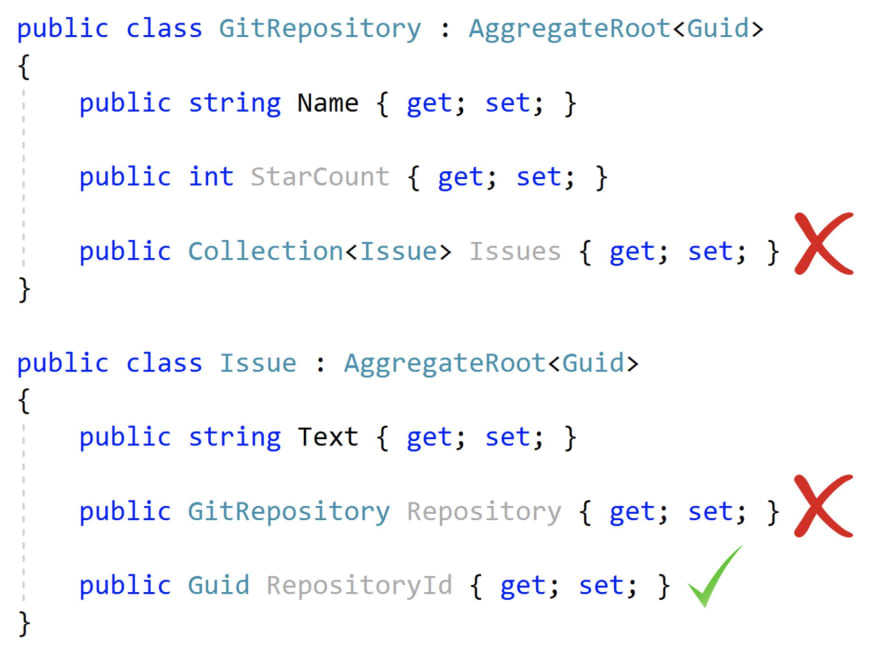 public class GitRepository : AggregateRoot<Guid>
{
public string Name { get; set; }
public int StarCount { get; set; }
public Collection<Issue> Issues { get; set; }
}
public class Issue : AggregateRoot<Guid>
{
public string Text { get; set; }
public GitRepository Repository { get; set; }
public Guid RepositoryId { get; set; }
}